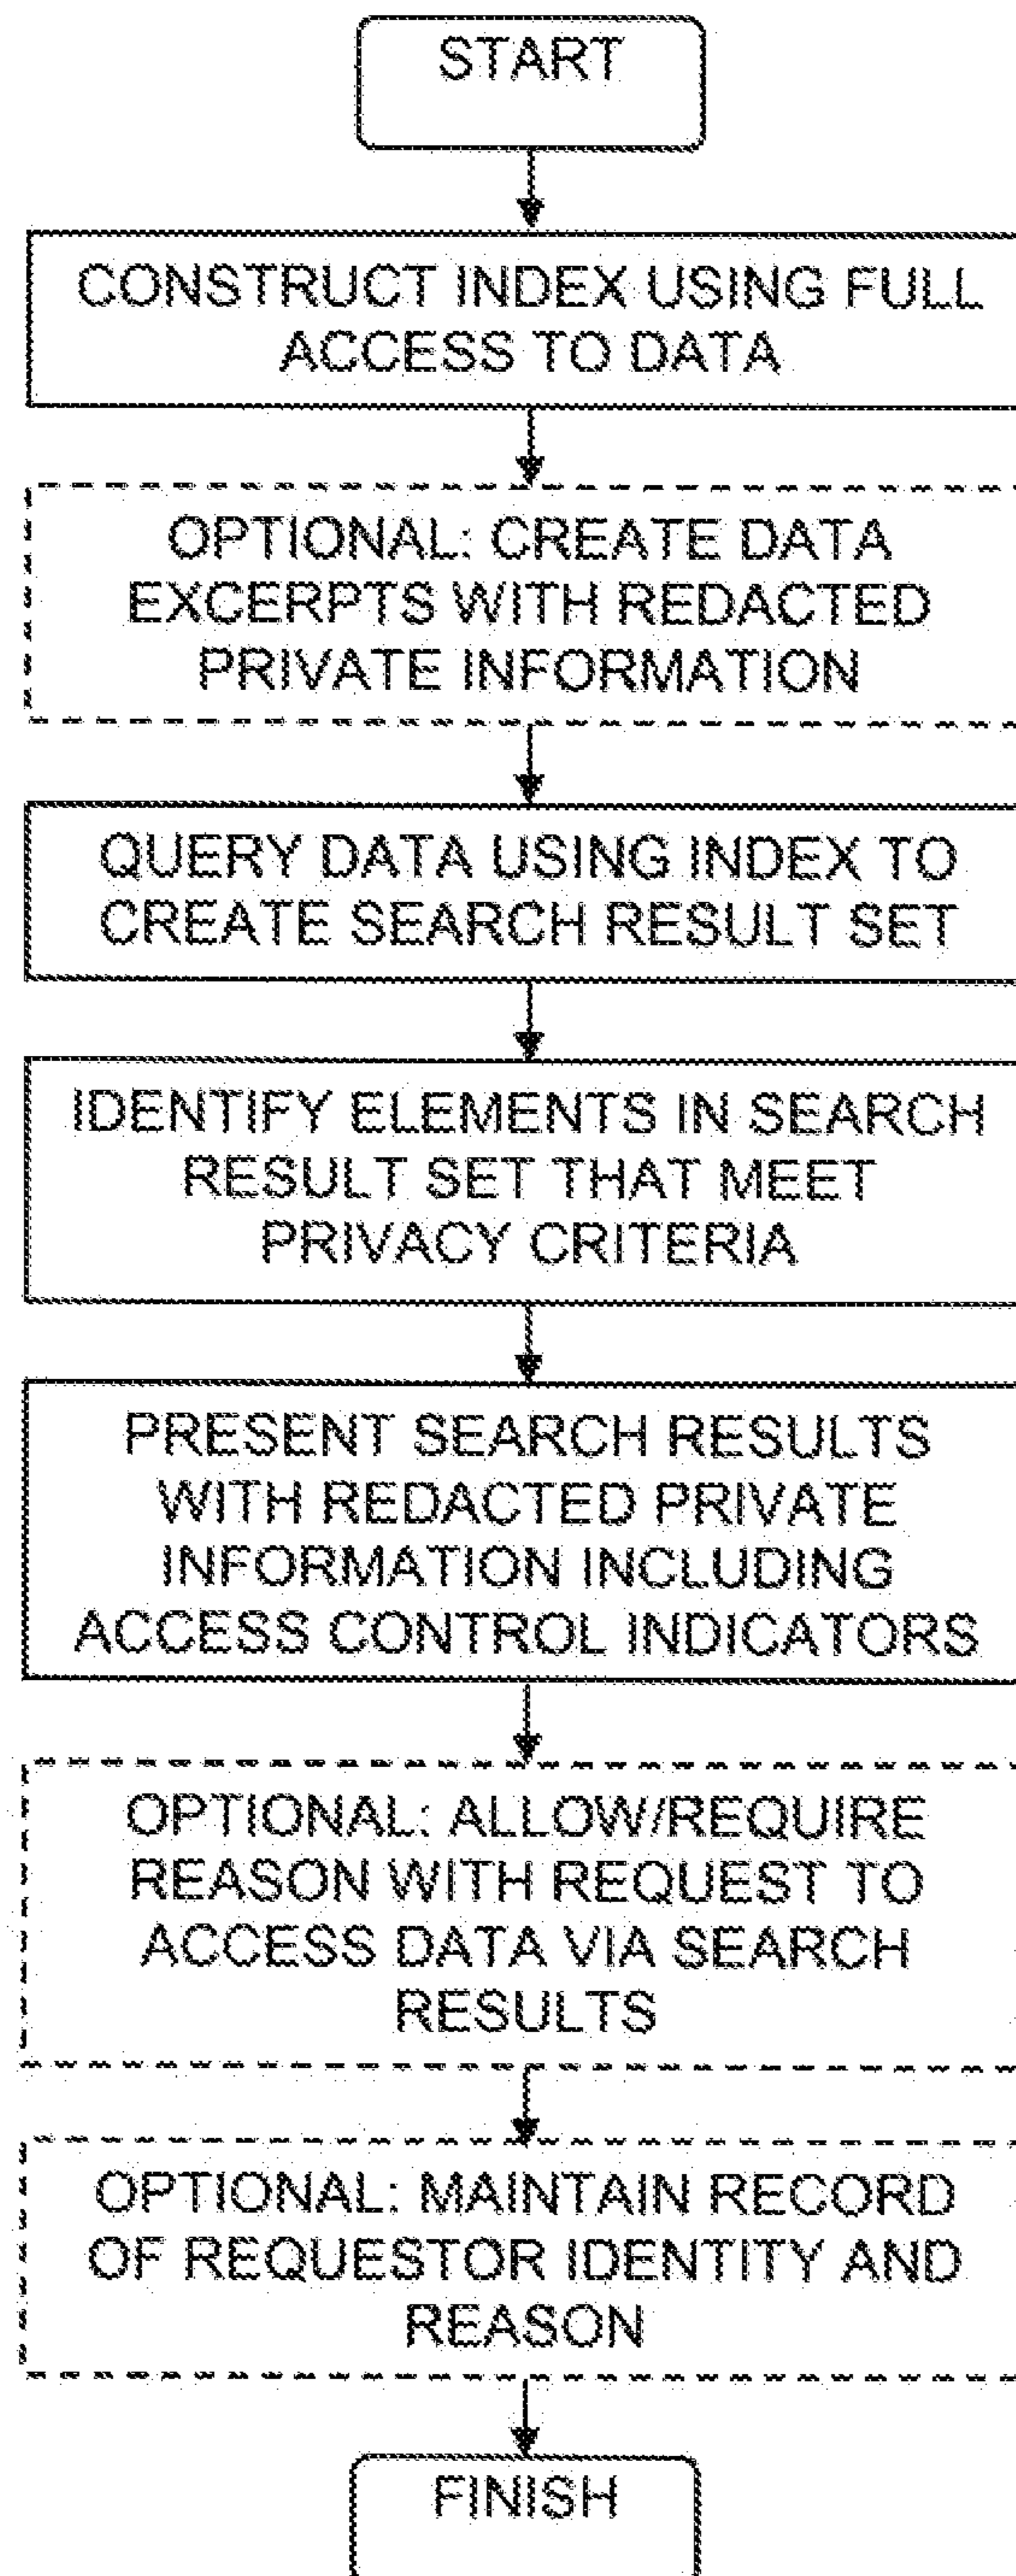 START
CONSTRUCT INDEX USING FULL
ACCESS TO DATA
OPTIONAL: CREATE DATA
EXCERPTS WITH REDACTED
PRIVATE INFORMATION
QUERY DATA USING INDEX TO
CREATE SEARCH RESULT SET
IDENTIFY ELEMENTS IN SEARCH
RESULT SET THAT MEET
PRIVACY CRITERIA
PRESENT SEARCH RESULTS
WITH REDACTED PRIVATE
INFORMATION INCLUDING
ACCESS CONTROL INDICATORS
OPTIONAL: ALLOW/REQUIRE
REASON WITH REQUEST TO
ACCESS DATA VIA SEARCH
RESULTS
OPTIONAL: MAINTAIN RECORD
OF REQUESTOR IDENTITY AND
REASON
FINISH